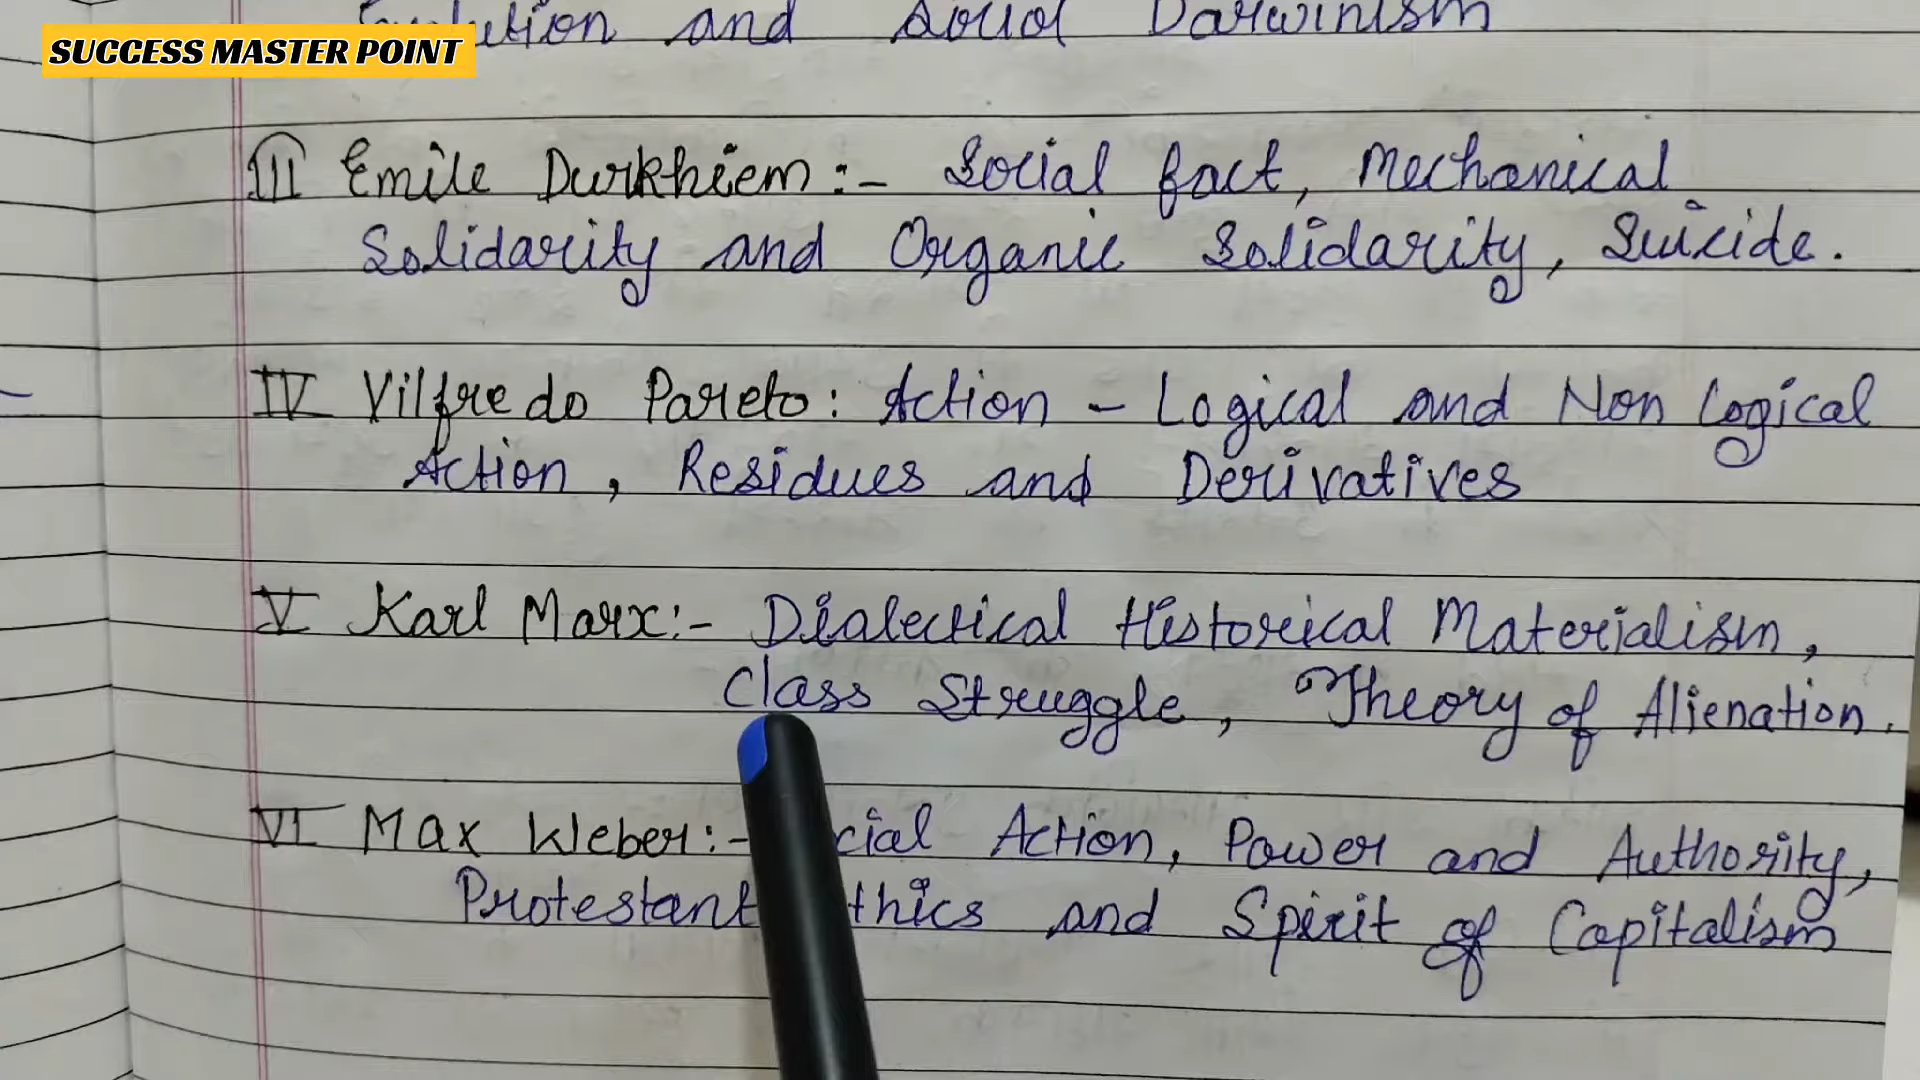 and Social Darwinism
SUCCESS MASTER POINT
III Emile Durkhiem :- Social fact, Mechanical
Solidarity and Organic Solidarity, Suicide.
IV Vilfredo Pareto : Action - Logical and Non Logical
Action, Residues and Derivatives
V Karl Marx :- Dialectical Historical Materialism,
Class Struggle, Theory of Alienation.
VI Max Weber :- Action, Power and Authority,
Protestant and Spirit of Capitalism